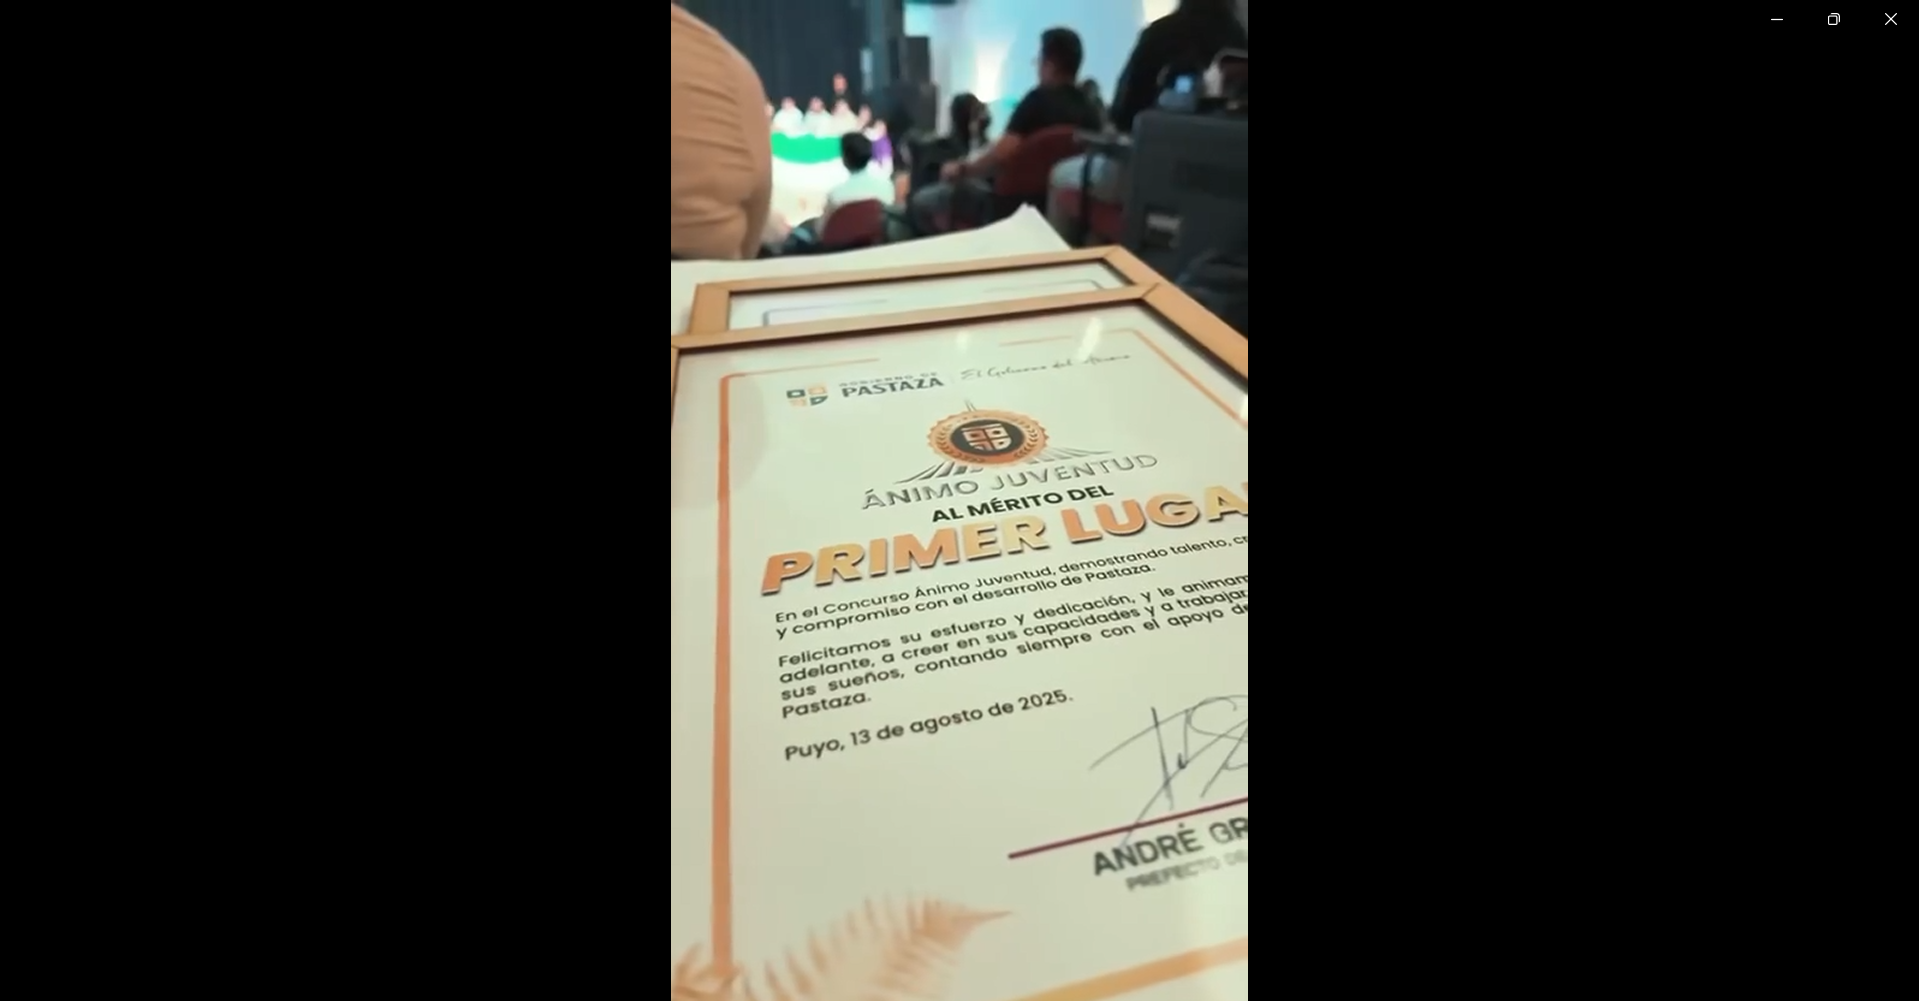 GOBIERNO DE
PASTAZA
El Gobierno del Ánimo
ÁNIMO JUVENTUD
AL MÉRITO DEL
PRIMER LUGA
En el Concurso Ánimo Juventud, demostrando talento, cr
y compromiso con el desarrollo de Pastaza.
Felicitamos su esfuerzo y dedicación, y le animam
adelante, a creer en sus capacidades y a trabajar
sus sueños, contando siempre con el apoyo de
Pastaza.
Puyo, 13 de agosto de 2025.
ANDRÉ GR
PREFECTO DE